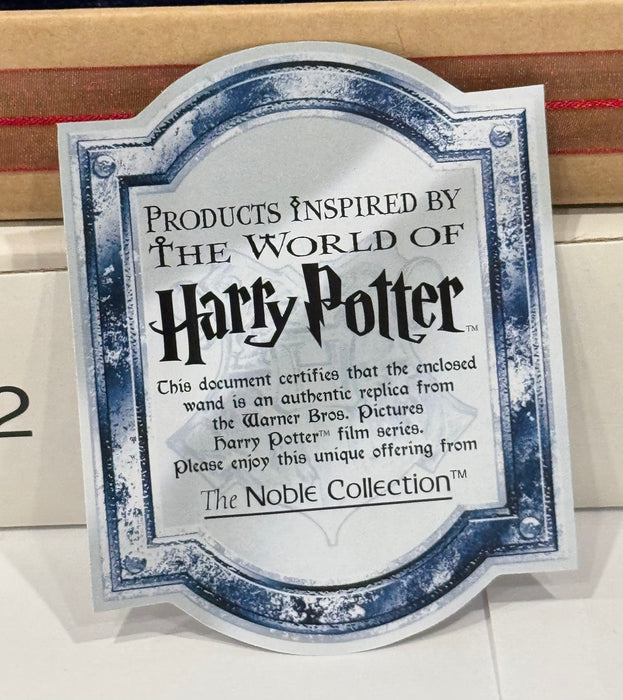 PRODUCTS INSPIRED BY
THE WORLD OF
Harry Potter™
This document certifies that the enclosed
wand is an authentic replica from
the Warner Bros. Pictures
Harry Potter™ film series.
Please enjoy this unique offering from
The Noble Collection™
2